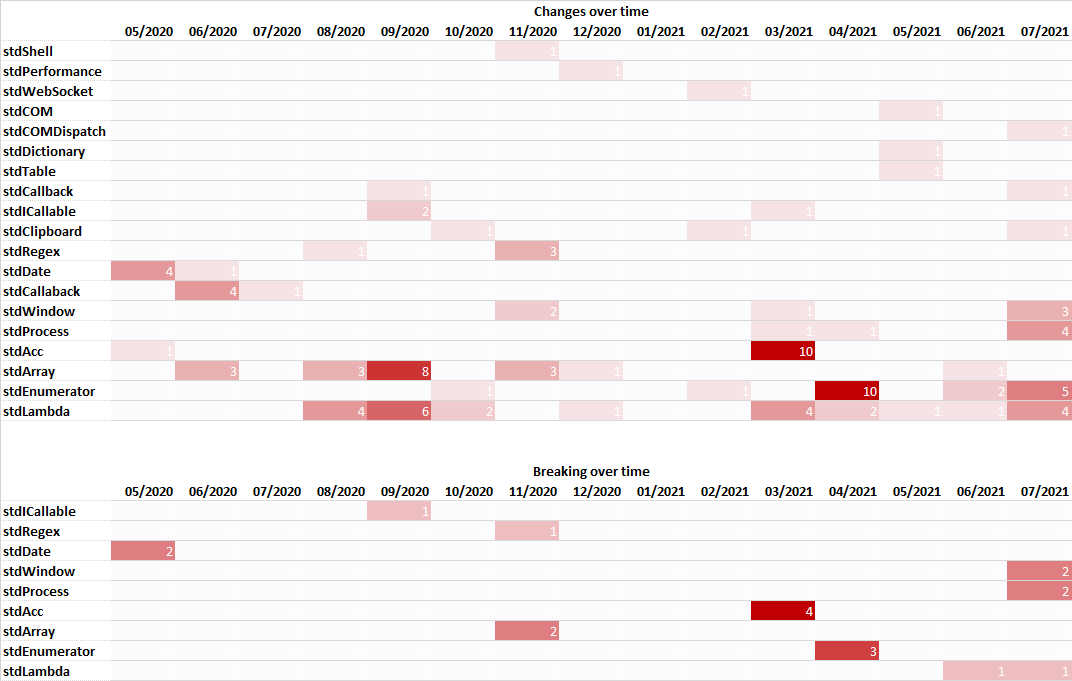 Changes over time
05/2020 06/2020 07/2020 08/2020 09/2020 10/2020 11/2020 12/2020 01/2021 02/2021 03/2021 04/2021 05/2021 06/2021 07/2021
stdShell 1
stdPerformance 1
stdWebSocket 1
stdCOM 1
stdCOMDispatch 1
stdDictionary 1
stdTable 1
stdCallback 1 1
stdICallable 2 1
stdClipboard 1 1 1
stdRegex 1 3
stdDate 4 1
stdCallaback 4 1
stdWindow 2 1 3
stdProcess 1 1 4
stdAcc 1 10
stdArray 3 3 8 3 1 1
stdEnumerator 1 1 10 2 5
stdLambda 4 6 2 1 4 2 1 1 4
Breaking over time
05/2020 06/2020 07/2020 08/2020 09/2020 10/2020 11/2020 12/2020 01/2021 02/2021 03/2021 04/2021 05/2021 06/2021 07/2021
stdICallable 1
stdRegex 1
stdDate 2
stdWindow 2
stdProcess 2
stdAcc 4
stdArray 2
stdEnumerator 3
stdLambda 1 1